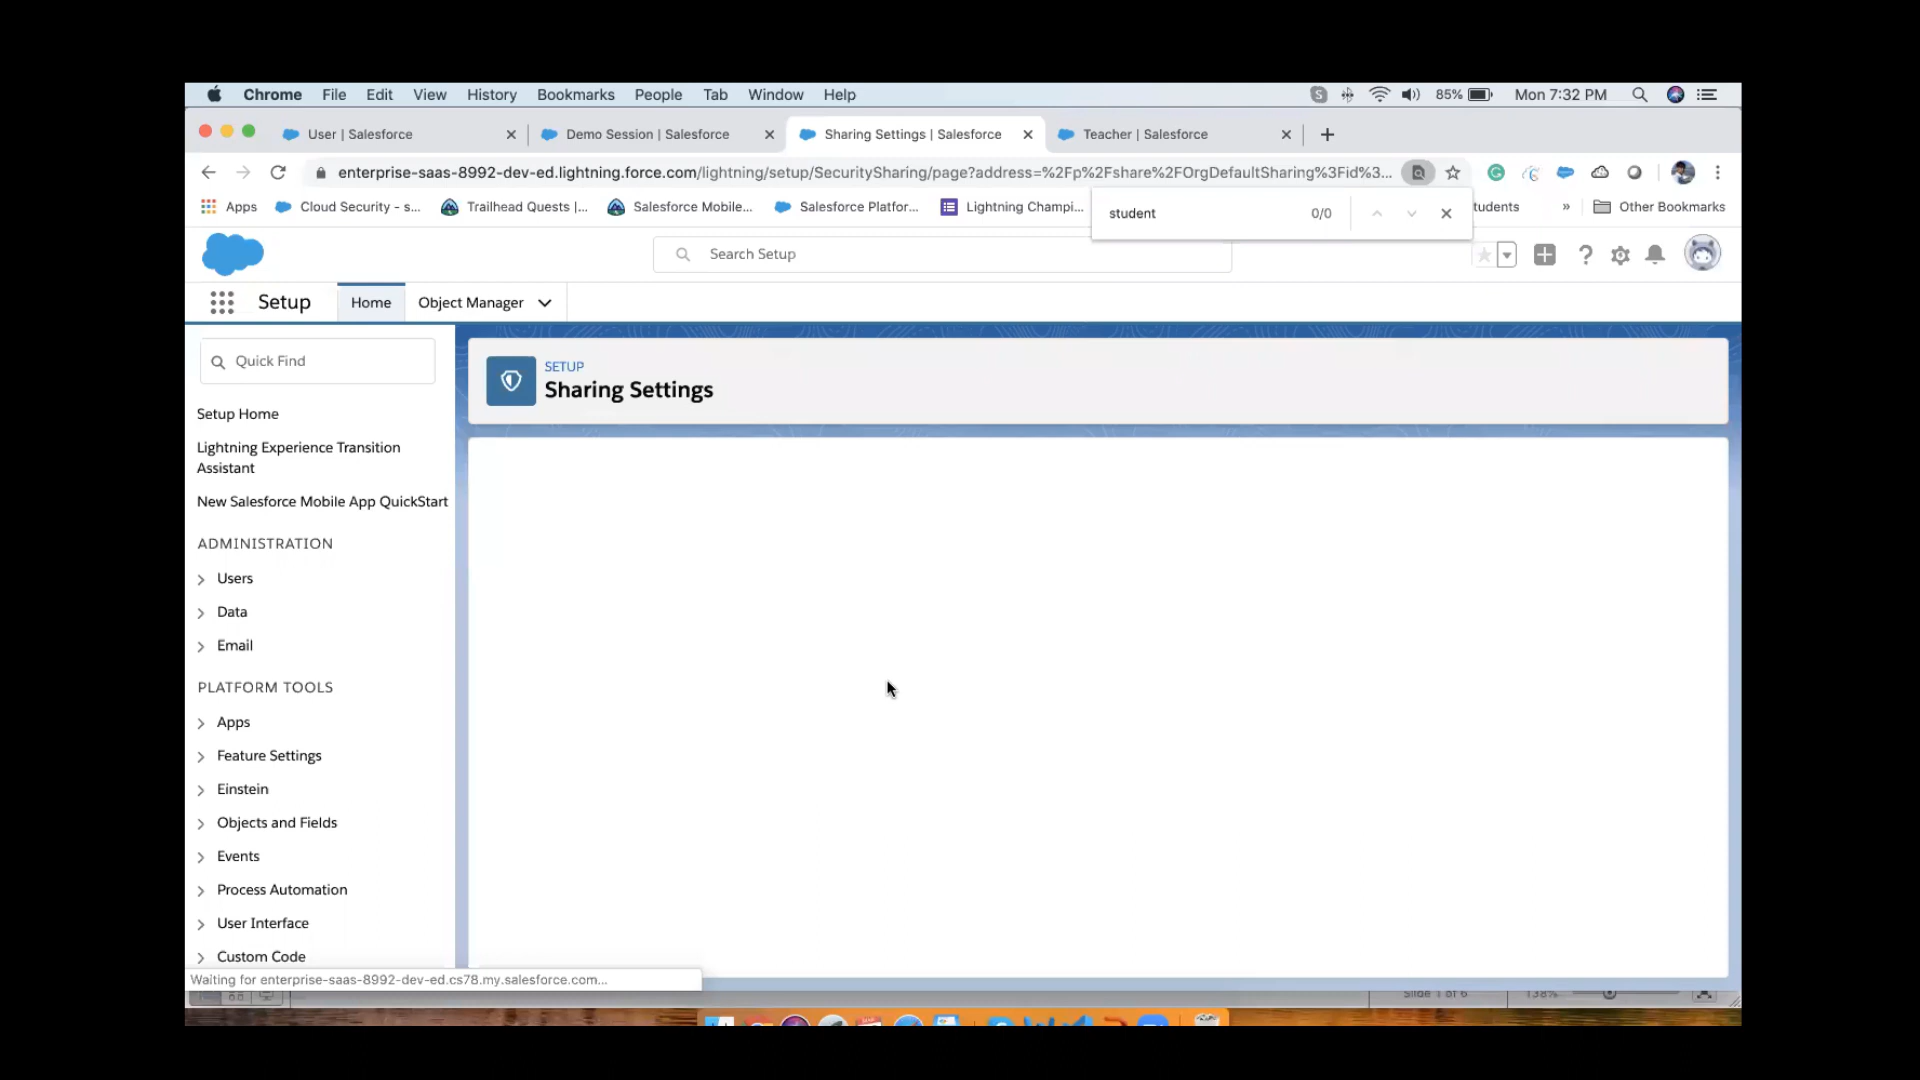 Chrome File Edit View History Bookmarks People Tab Window Help 85% Mon 7:32 PM
User | Salesforce Demo Session | Salesforce Sharing Settings | Salesforce Teacher | Salesforce
enterprise-saas-8992-dev-ed.lightning.force.com/lightning/setup/SecuritySharing/page?address=%2Fp%2Fshare%2FOrgDefaultSharing%3Fid%3...
Apps Cloud Security - s... Trailhead Quests |... Salesforce Mobile... Salesforce Platfor... Lightning Champi... tudents » Other Bookmarks
student 0/0
Search Setup
Setup Home Object Manager
Quick Find
SETUP
Sharing Settings
Setup Home
Lightning Experience Transition
Assistant
New Salesforce Mobile App QuickStart
ADMINISTRATION
Users
Data
Email
PLATFORM TOOLS
Apps
Feature Settings
Einstein
Objects and Fields
Events
Process Automation
User Interface
Custom Code
Waiting for enterprise-saas-8992-dev-ed.cs78.my.salesforce.com...
Slide 1 of 6 138%